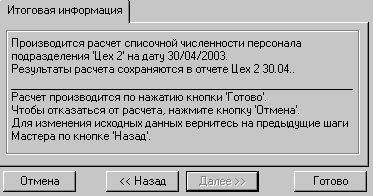 Итоговая информация
Производится расчет списочной численности персонала
подразделения 'Цех 2' на дату 30/04/2003.
Результаты расчета сохраняются в отчете Цех 2 30.04..
Расчет производится по нажатию кнопки 'Готово'.
Чтобы отказаться от расчета, нажмите кнопку 'Отмена'.
Для изменения исходных данных вернитесь на предыдущие шаги
Мастера по кнопке 'Назад'.
Отмена
<< Назад
Далее >>
Готово